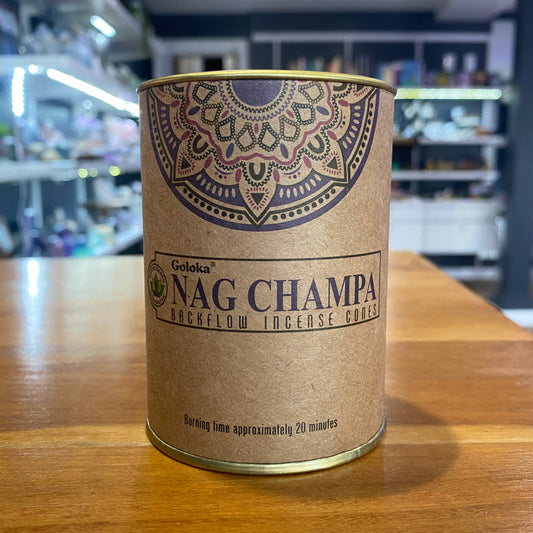 Goloka®
NAG CHAMPA
BACKFLOW INCENSE CONES
Burning time approximately 20 minutes